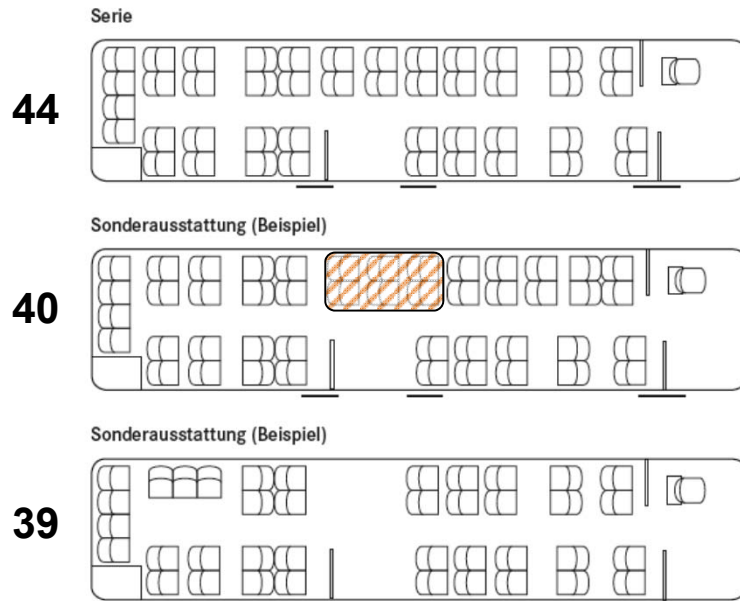 Serie
44
Sonderausstattung (Beispiel)
40
Sonderausstattung (Beispiel)
39